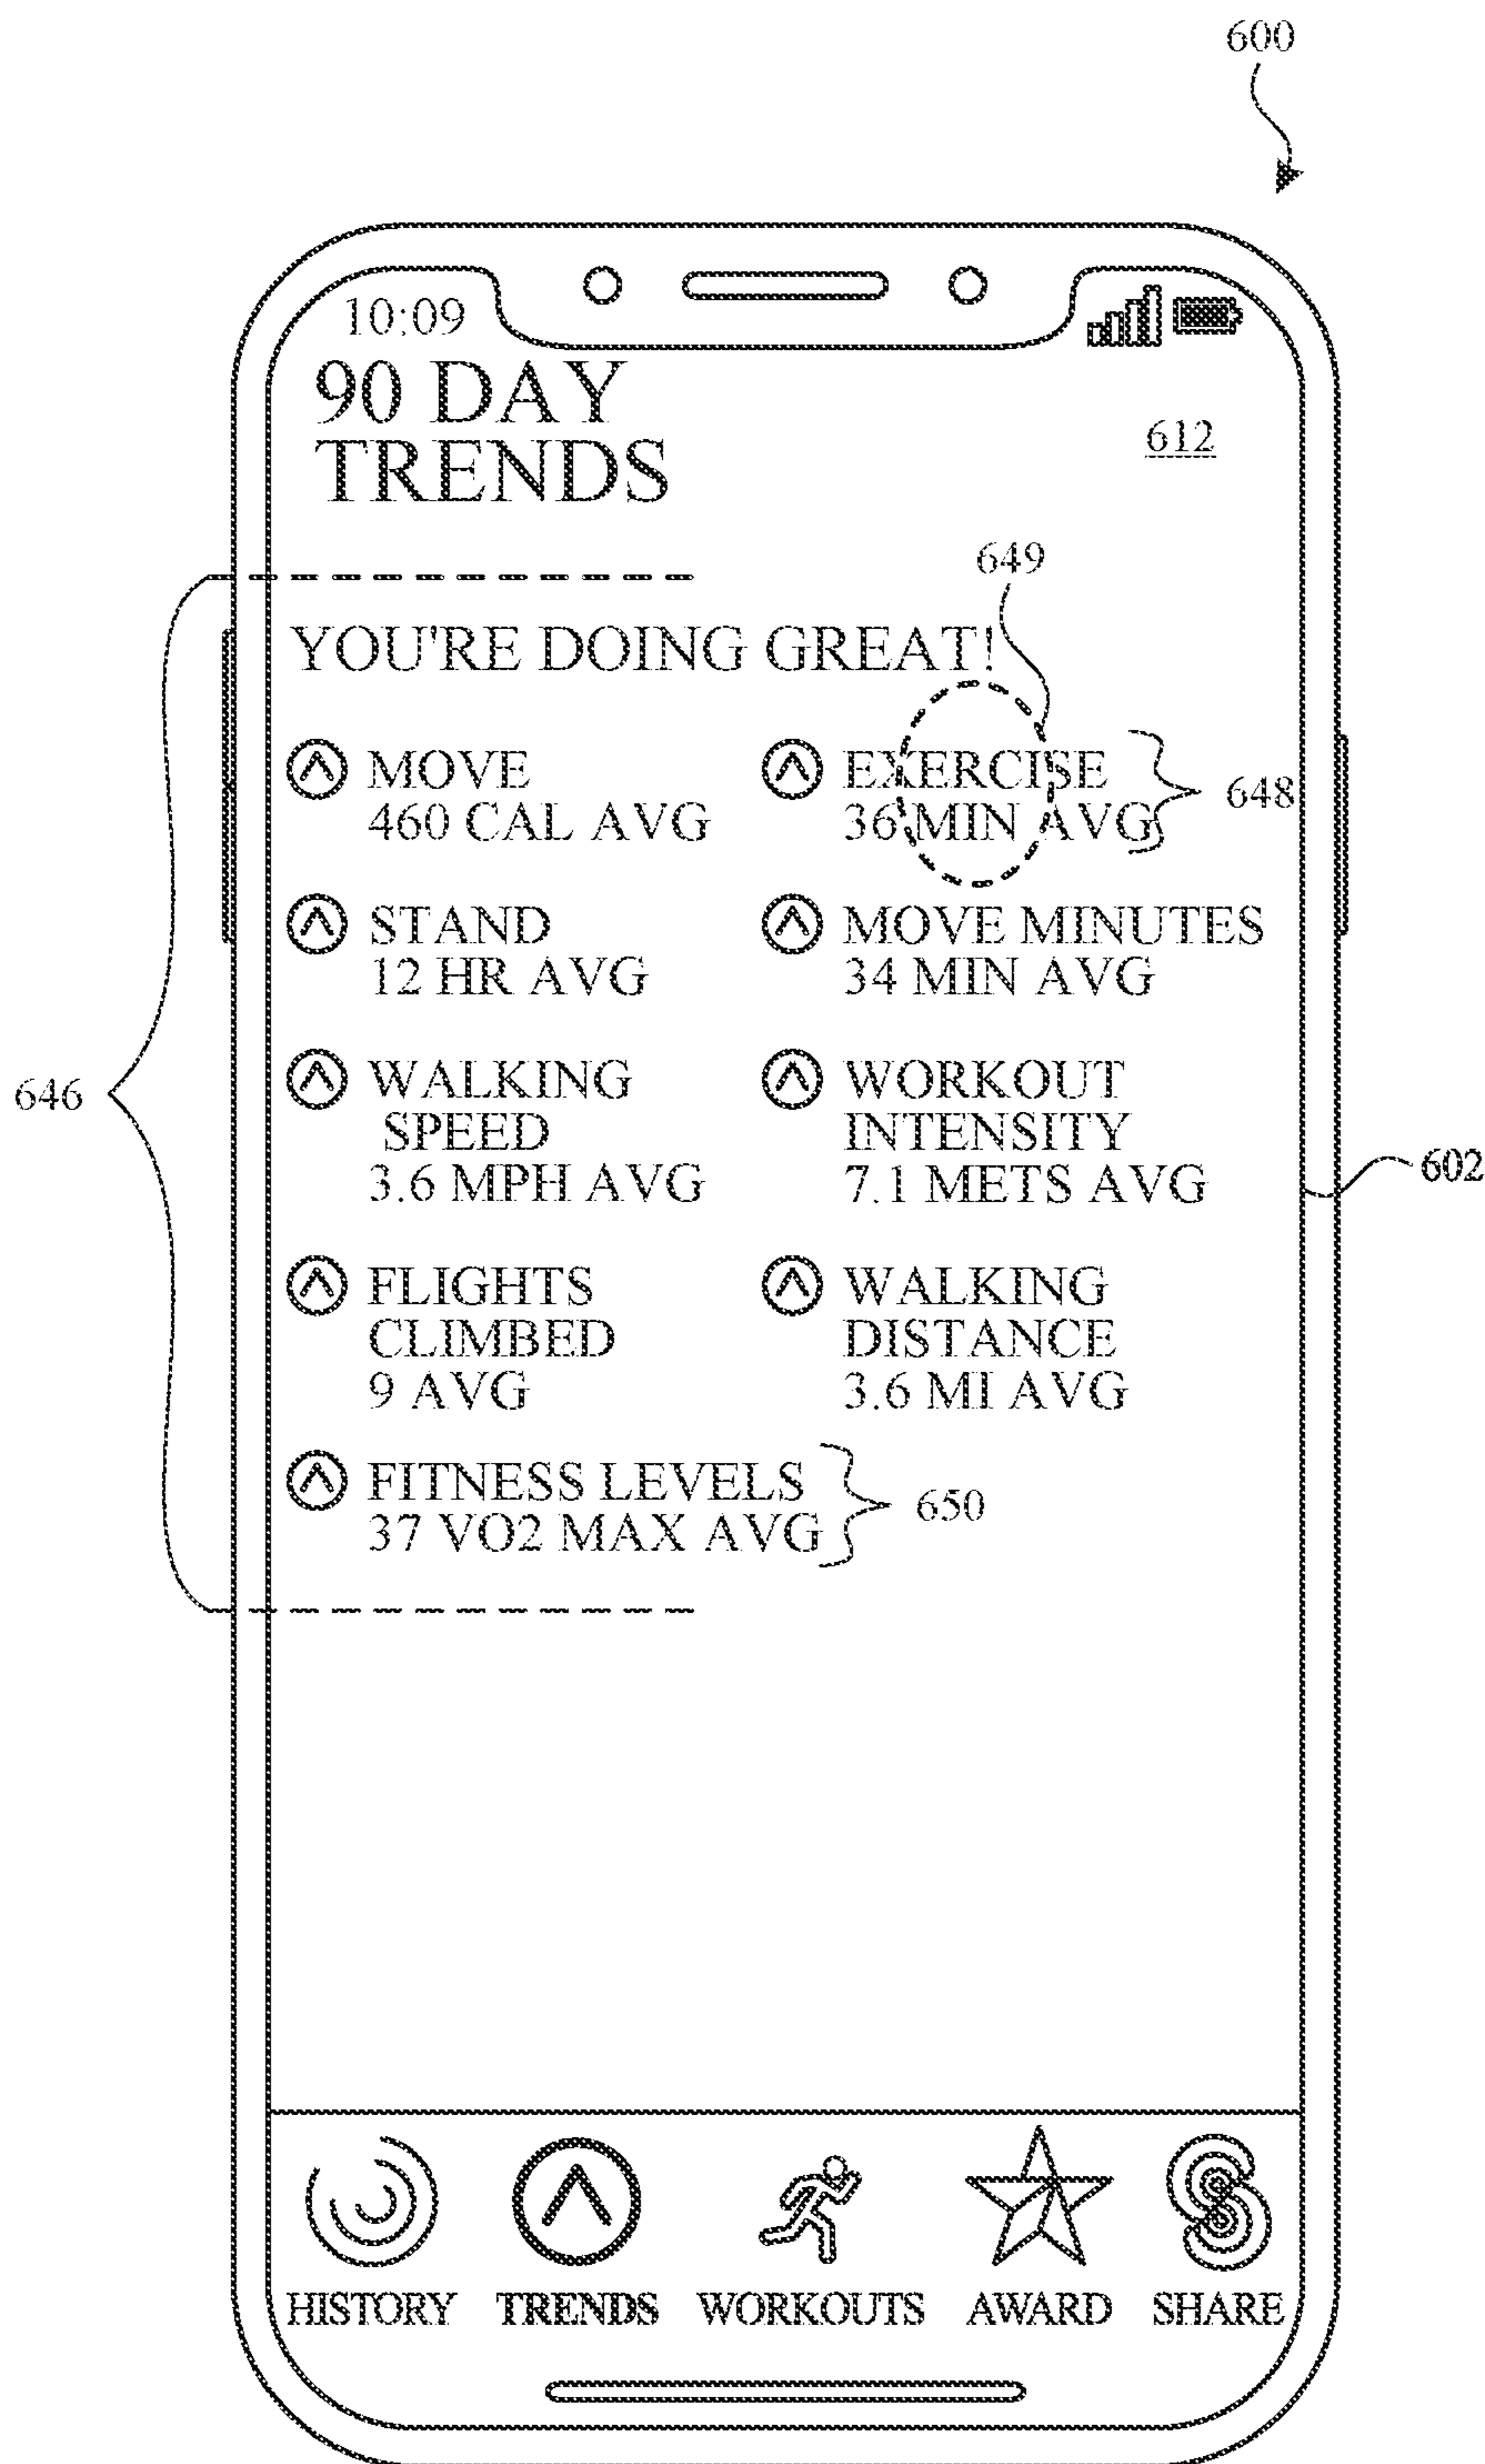 600
10:09
90 DAY
TRENDS
612
649
YOU'RE DOING GREAT!
MOVE
460 CAL AVG
EXERCISE
36 MIN AVG
648
STAND
12 HR AVG
MOVE MINUTES
34 MIN AVG
646
WALKING
SPEED
3.6 MPH AVG
WORKOUT
INTENSITY
7.1 METS AVG
602
FLIGHTS
CLIMBED
9 AVG
WALKING
DISTANCE
3.6 MI AVG
FITNESS LEVELS
37 VO2 MAX AVG
650
HISTORY TRENDS WORKOUTS AWARD SHARE